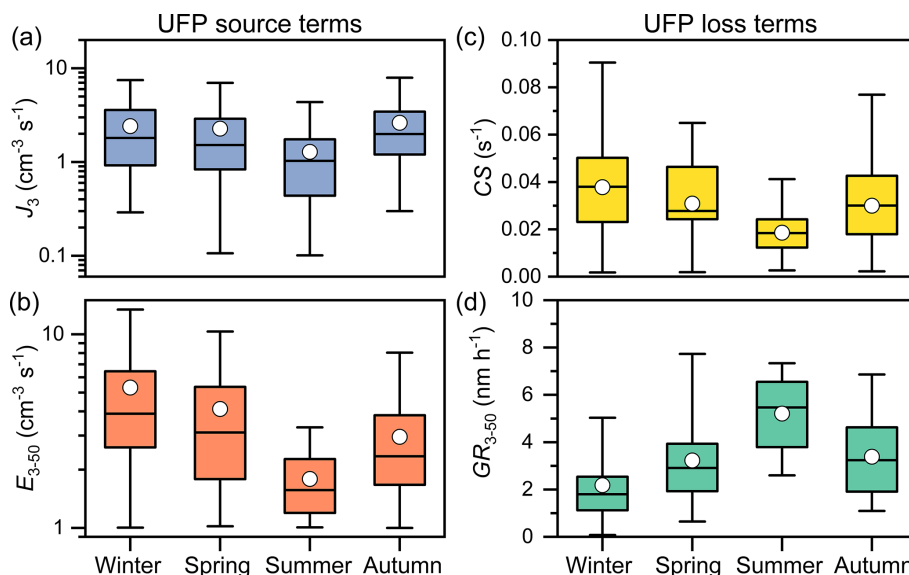 UFP source terms
(a)
J₃ (cm⁻³ s⁻¹)
10
1
0.1
(b)
E₃₋₅₀ (cm⁻³ s⁻¹)
10
1
Winter Spring Summer Autumn
UFP loss terms
(c)
CS (s⁻¹)
0.10
0.08
0.06
0.04
0.02
0.00
(d)
GR₃₋₅₀ (nm h⁻¹)
10
8
6
4
2
0
Winter Spring Summer Autumn